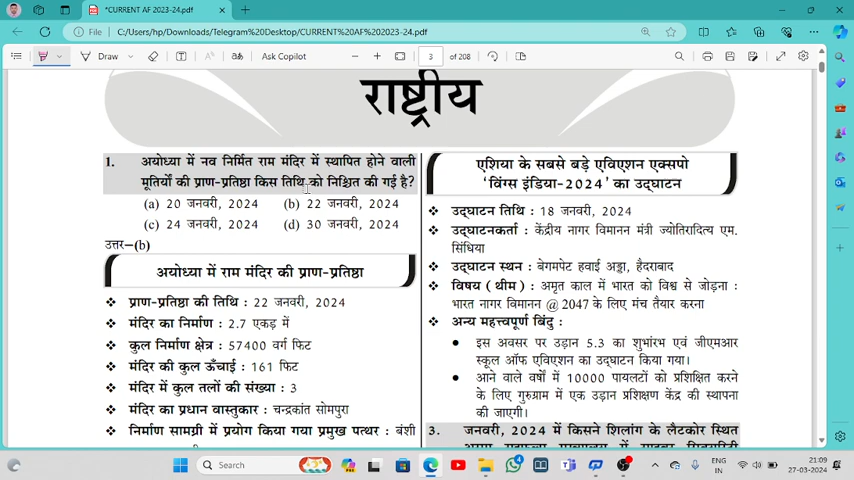 *CURRENT AF 2023-24.pdf
File
C:/Users/hp/Downloads/Telegram%20Desktop/CURRENT%20AF%202023-24.pdf
Draw
Ask Copilot
3
of 208
राष्ट्रीय
1. अयोध्या में नव निर्मित राम मंदिर में स्थापित होने वाली
मूर्तियों की प्राण-प्रतिष्ठा किस तिथि को निश्चित की गई है?
(a) 20 जनवरी, 2024 (b) 22 जनवरी, 2024
(c) 24 जनवरी, 2024 (d) 30 जनवरी, 2024
उत्तर–(b)
अयोध्या में राम मंदिर की प्राण-प्रतिष्ठा
❖ प्राण-प्रतिष्ठा की तिथि : 22 जनवरी, 2024
❖ मंदिर का निर्माण : 2.7 एकड़ में
❖ कुल निर्माण क्षेत्र : 57400 वर्ग फिट
❖ मंदिर की कुल ऊँचाई : 161 फिट
❖ मंदिर में कुल तलों की संख्या : 3
❖ मंदिर का प्रधान वास्तुकार : चन्द्रकांत सोमपुरा
❖ निर्माण सामग्री में प्रयोग किया गया प्रमुख पत्थर : बंशी
एशिया के सबसे बड़े एविएशन एक्सपो
‘विंग्स इंडिया-2024’ का उद्घाटन
❖ उद्घाटन तिथि : 18 जनवरी, 2024
❖ उद्घाटनकर्ता : केंद्रीय नागर विमानन मंत्री ज्योतिरादित्य एम.
सिंधिया
❖ उद्घाटन स्थन : बेगमपेट हवाई अड्डा, हैदराबाद
❖ विषय (थीम) : अमृत काल में भारत को विश्व से जोड़ना :
भारत नागर विमानन @ 2047 के लिए मंच तैयार करना
❖ अन्य महत्त्वपूर्ण बिंदु :
● इस अवसर पर उड़ान 5.3 का शुभारंभ एवं जीएमआर
स्कूल ऑफ एविएशन का उद्घाटन किया गया।
● आने वाले वर्षों में 10000 पायलटों को प्रशिक्षित करने
के लिए गुरुग्राम में एक उड़ान प्रशिक्षण केंद्र की स्थापना
की जाएगी।
3. जनवरी, 2024 में किसने शिलांग के लैटकोर स्थित
Search
ENG
IN
21:09
27-03-2024